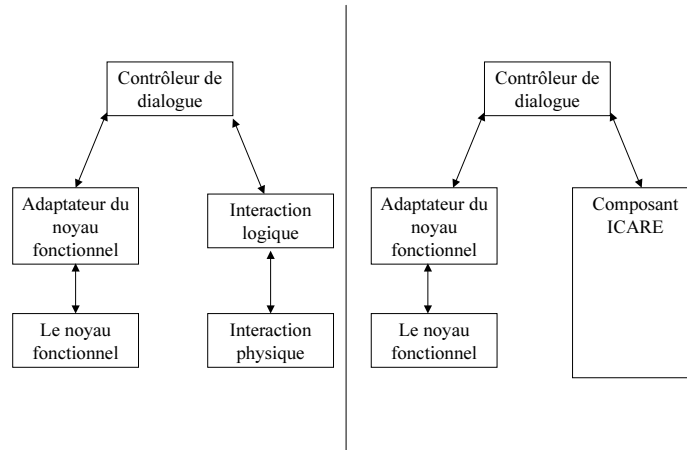 Contrôleur de
dialogue
Adaptateur du
noyau
fonctionnel
Interaction
logique
Le noyau
fonctionnel
Interaction
physique
Contrôleur de
dialogue
Adaptateur du
noyau
fonctionnel
Composant
ICARE
Le noyau
fonctionnel